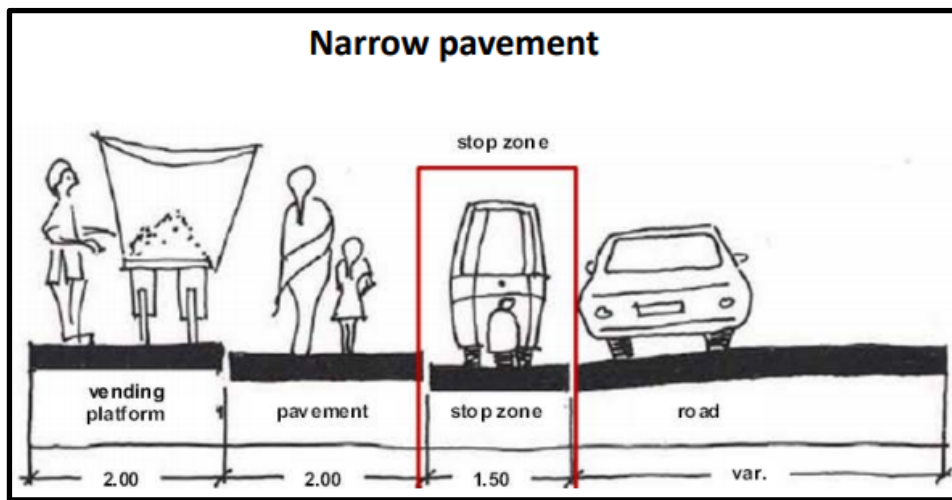 Narrow pavement
stop zone
vending
platform
pavement
stop zone
road
2.00
2.00
1.50
var.